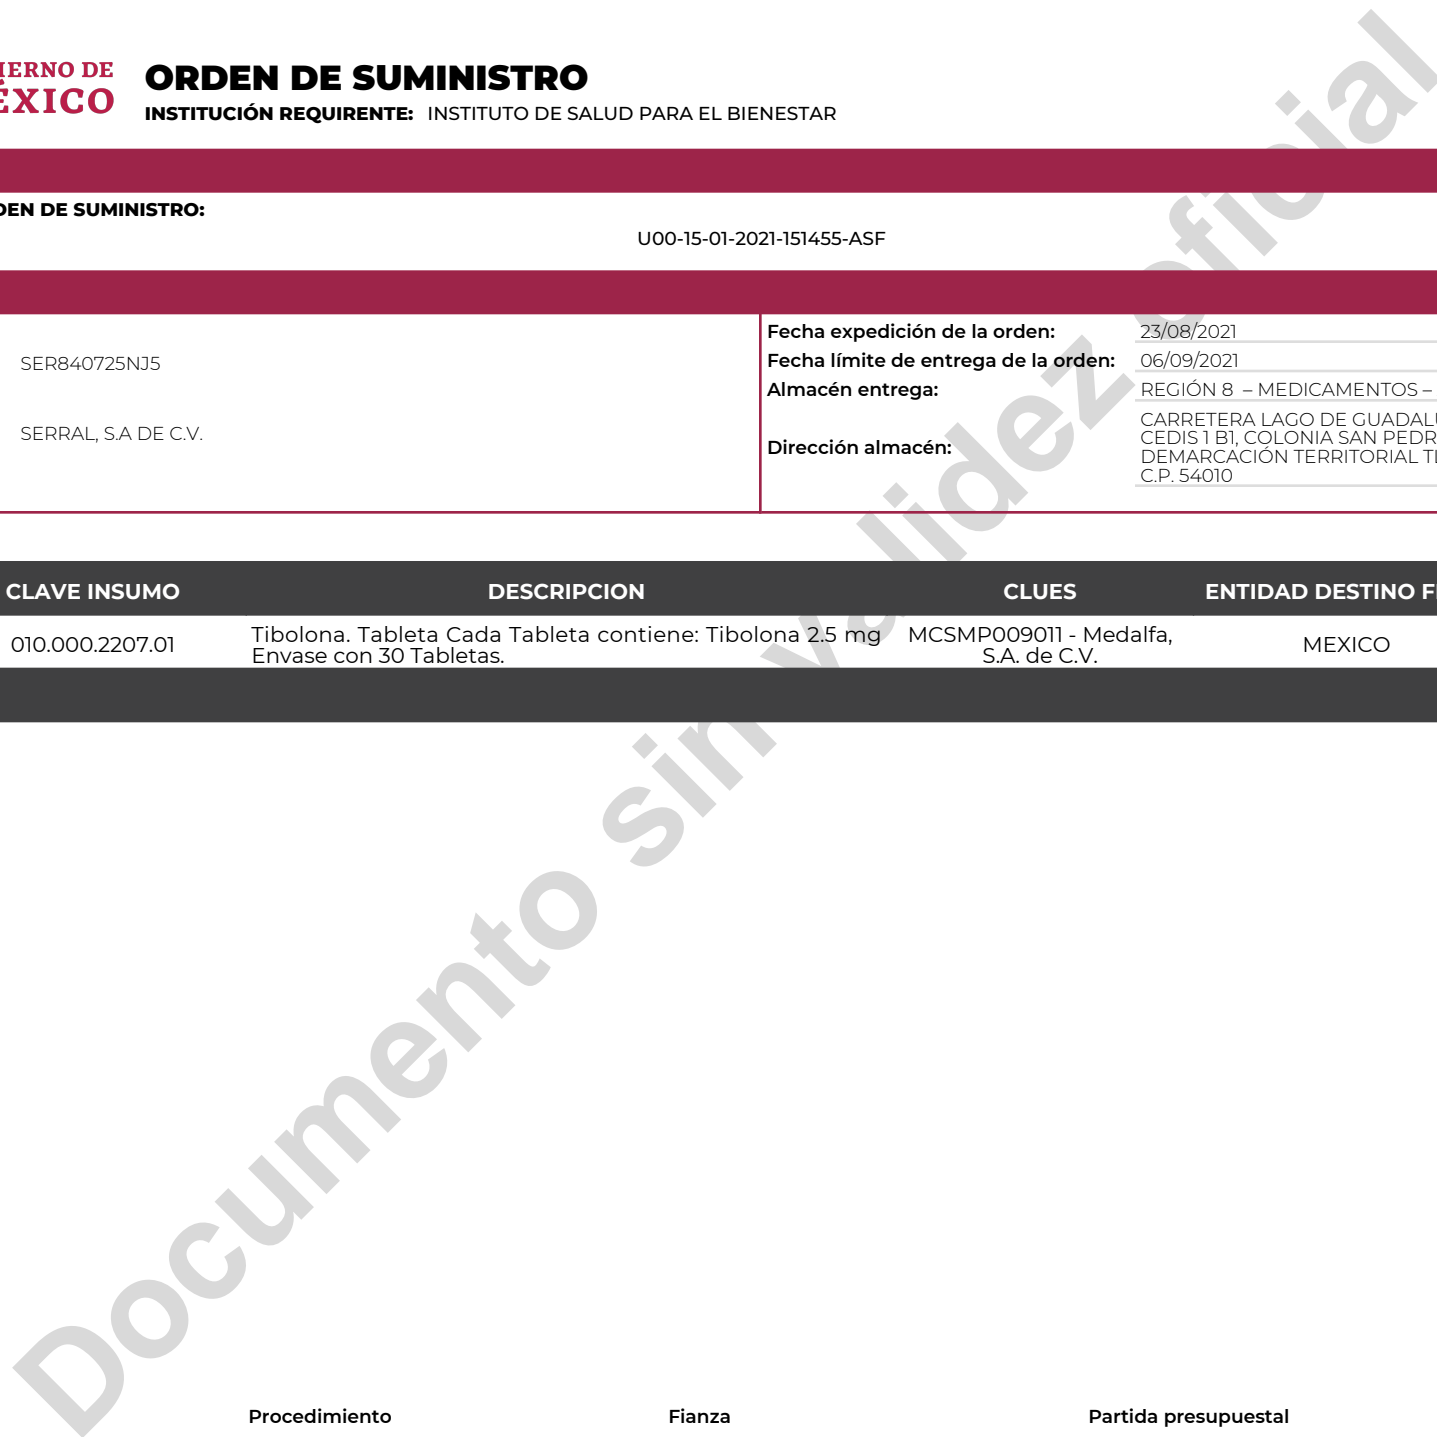 IERNO DE
ÉXICO
ORDEN DE SUMINISTRO
INSTITUCIÓN REQUIRENTE: INSTITUTO DE SALUD PARA EL BIENESTAR
DEN DE SUMINISTRO:
U00-15-01-2021-151455-ASF
SER840725NJ5
SERRAL, S.A DE C.V.
Fecha expedición de la orden: 23/08/2021
Fecha límite de entrega de la orden: 06/09/2021
Almacén entrega: REGIÓN 8 – MEDICAMENTOS –
Dirección almacén:
CARRETERA LAGO DE GUADAL
CEDIS 1 B1, COLONIA SAN PEDR
DEMARCACIÓN TERRITORIAL T
C.P. 54010
CLAVE INSUMO DESCRIPCION CLUES ENTIDAD DESTINO F
010.000.2207.01
Tibolona. Tableta Cada Tableta contiene: Tibolona 2.5 mg
Envase con 30 Tabletas.
MCSMP009011 - Medalfa,
S.A. de C.V.
MEXICO
Documento sin validez oficial
Procedimiento Fianza Partida presupuestal